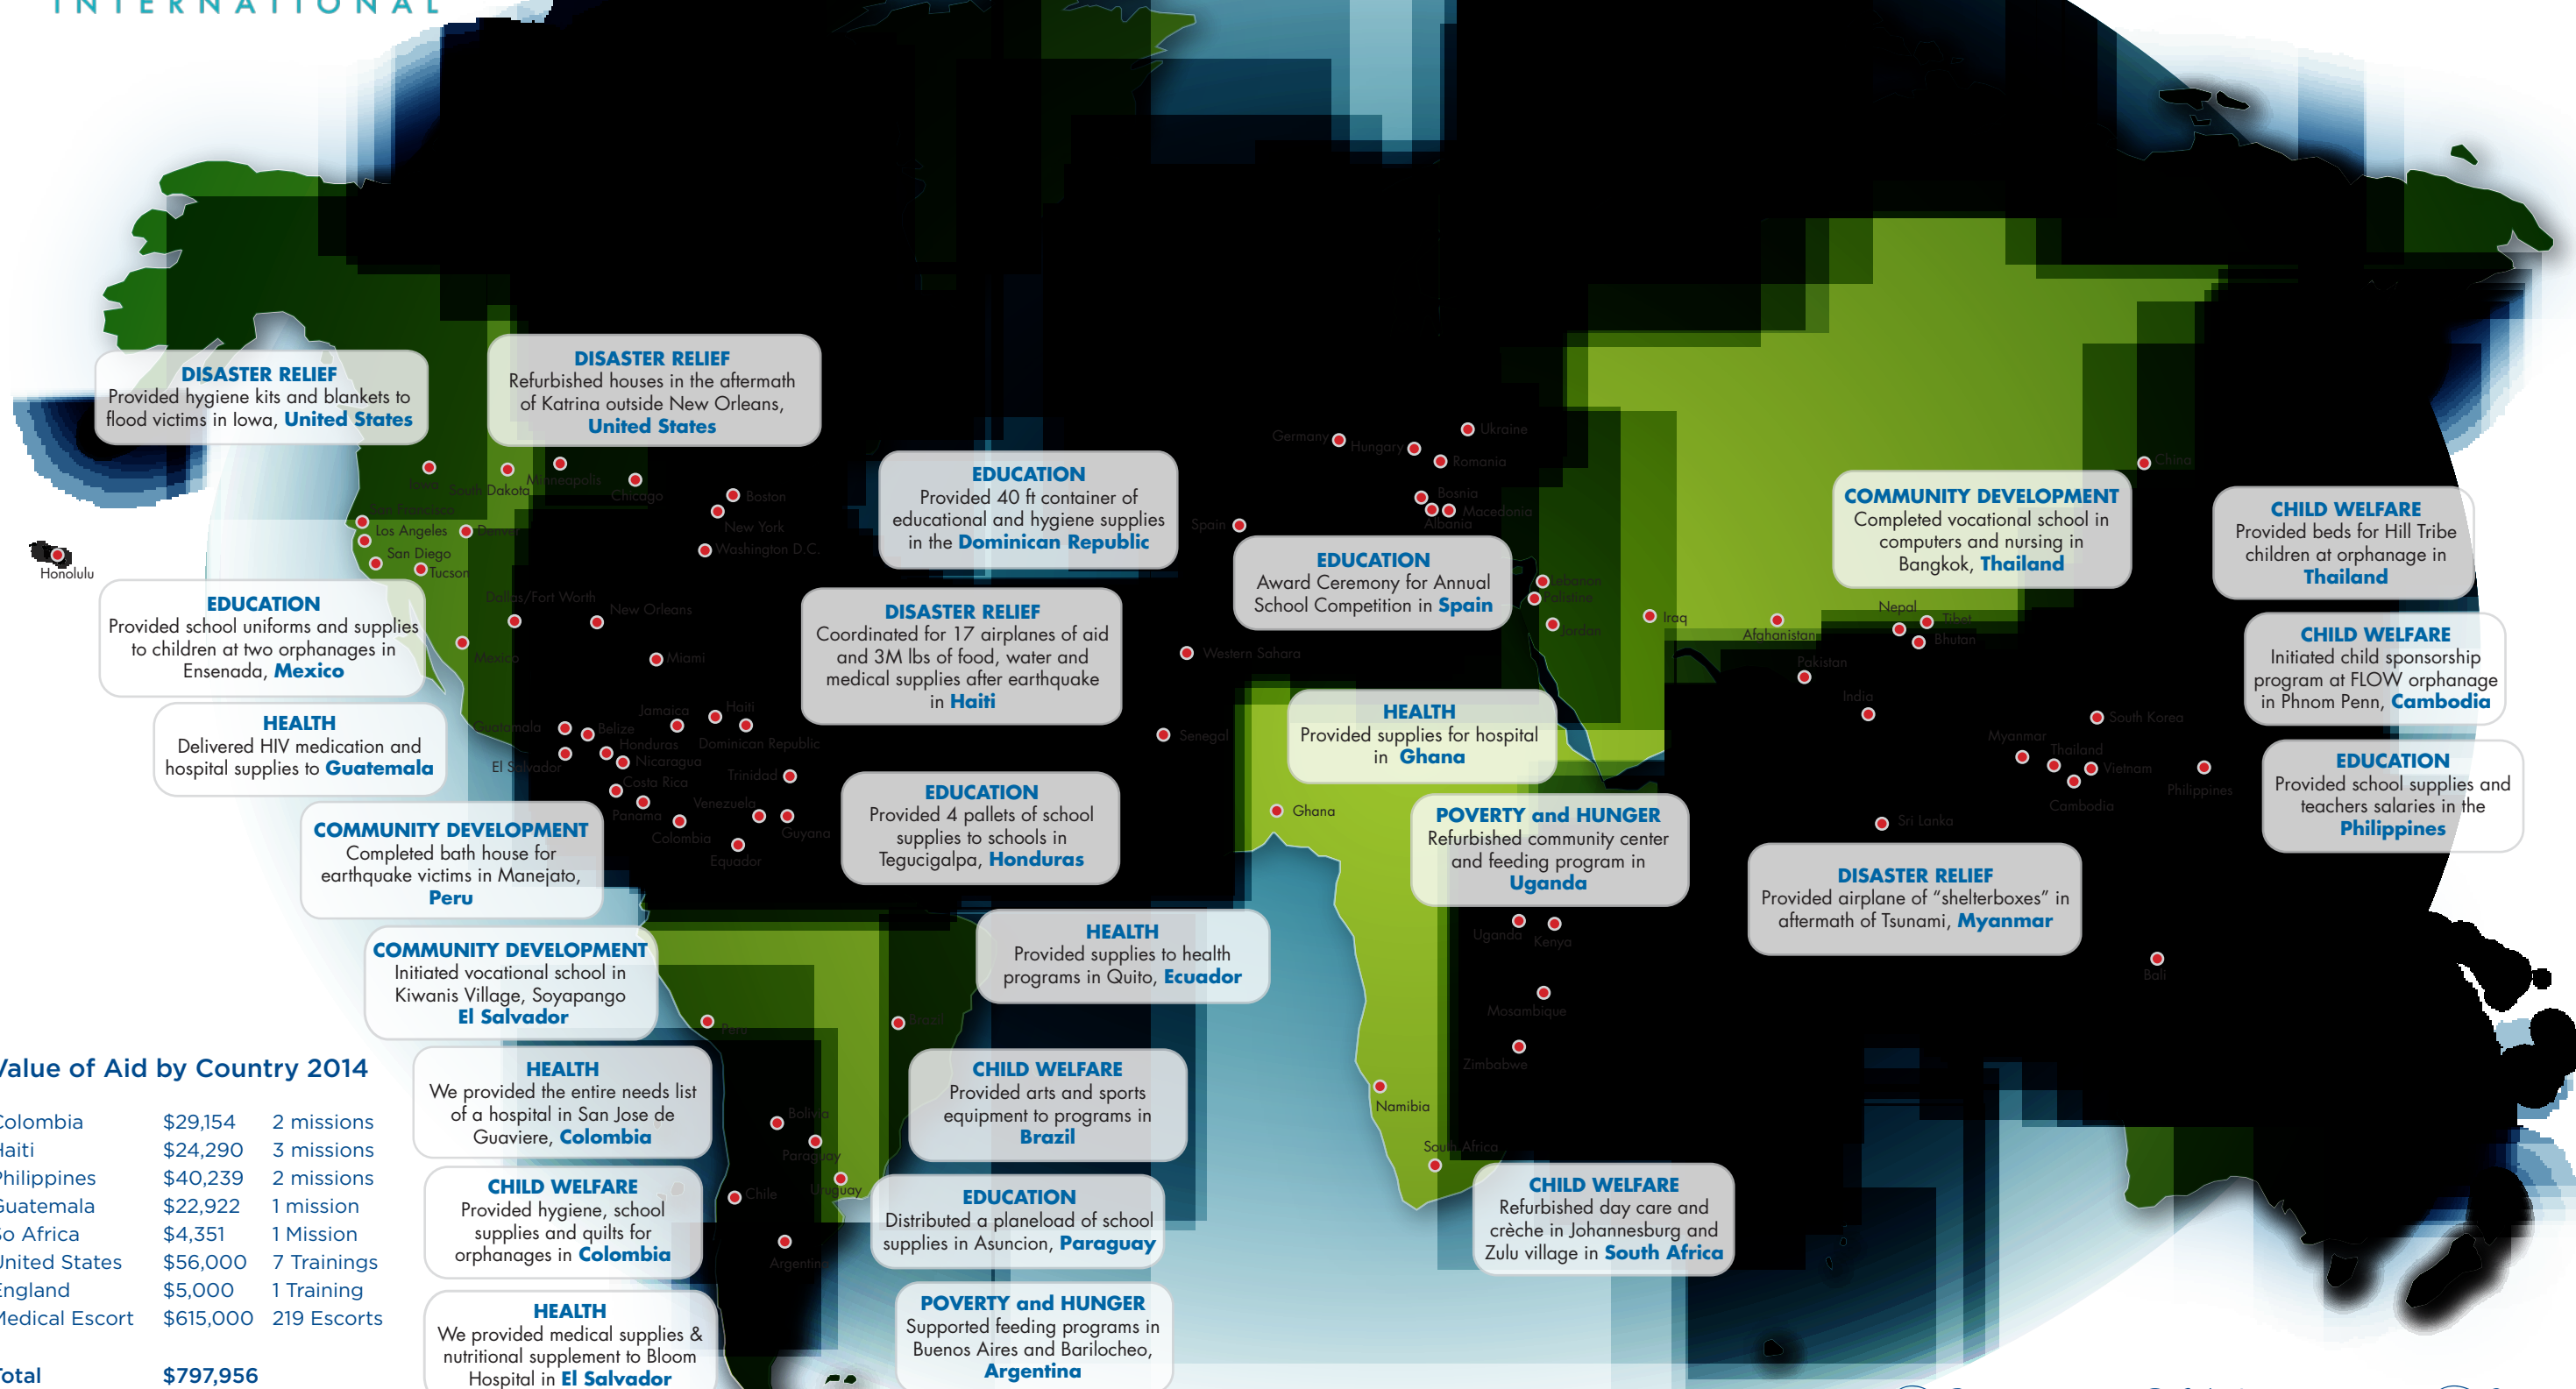 INTERNATIONAL
DISASTER RELIEF
Provided hygiene kits and blankets to
flood victims in Iowa, United States
DISASTER RELIEF
Refurbished houses in the aftermath
of Katrina outside New Orleans,
United States
EDUCATION
Provided 40 ft container of
educational and hygiene supplies
in the Dominican Republic
EDUCATION
Award Ceremony for Annual
School Competition in Spain
COMMUNITY DEVELOPMENT
Completed vocational school in
computers and nursing in
Bangkok, Thailand
CHILD WELFARE
Provided beds for Hill Tribe
children at orphanage in
Thailand
EDUCATION
Provided school uniforms and supplies
to children at two orphanages in
Ensenada, Mexico
DISASTER RELIEF
Coordinated for 17 airplanes of aid
and 3M lbs of food, water and
medical supplies after earthquake
in Haiti
CHILD WELFARE
Initiated child sponsorship
program at FLOW orphanage
in Phnom Penn, Cambodia
HEALTH
Delivered HIV medication and
hospital supplies to Guatemala
HEALTH
Provided supplies for hospital
in Ghana
EDUCATION
Provided school supplies and
teachers salaries in the
Philippines
COMMUNITY DEVELOPMENT
Completed bath house for
earthquake victims in Manejato,
Peru
EDUCATION
Provided 4 pallets of school
supplies to schools in
Tegucigalpa, Honduras
POVERTY and HUNGER
Refurbished community center
and feeding program in
Uganda
DISASTER RELIEF
Provided airplane of “shelterboxes” in
aftermath of Tsunami, Myanmar
COMMUNITY DEVELOPMENT
Initiated vocational school in
Kiwanis Village, Soyapango
El Salvador
HEALTH
Provided supplies to health
programs in Quito, Ecuador
HEALTH
We provided the entire needs list
of a hospital in San Jose de
Guaviere, Colombia
CHILD WELFARE
Provided arts and sports
equipment to programs in
Brazil
CHILD WELFARE
Provided hygiene, school
supplies and quilts for
orphanages in Colombia
EDUCATION
Distributed a planeload of school
supplies in Asuncion, Paraguay
CHILD WELFARE
Refurbished day care and
crèche in Johannesburg and
Zulu village in South Africa
HEALTH
We provided medical supplies &
nutritional supplement to Bloom
Hospital in El Salvador
POVERTY and HUNGER
Supported feeding programs in
Buenos Aires and Barilocheo,
Argentina
Iowa
South Dakota
Minneapolis
Chicago
Boston
New York
Washington D.C.
San Francisco
Los Angeles
Denver
San Diego
Tucson
Honolulu
Dallas/Fort Worth
New Orleans
Mexico
Miami
Jamaica
Haiti
Dominican Republic
Guatemala
Belize
Honduras
El Salvador
Nicaragua
Costa Rica
Trinidad
Panama
Venezuela
Colombia
Guyana
Equador
Peru
Brazil
Bolivia
Paraguay
Uruguay
Chile
Argentina
Germany
Hungary
Ukraine
Romania
Bosnia
Macedonia
Albania
Spain
Lebanon
Palistine
Jordan
Iraq
Western Sahara
Senegal
Ghana
Uganda
Kenya
Mosambique
Zimbabwe
Namibia
South Africa
China
Afahanistan
Nepal
Tibet
Bhutan
Pakistan
India
South Korea
Myanmar
Thailand
Vietnam
Cambodia
Philippines
Sri Lanka
Bali
Value of Aid by Country 2014
Colombia $29,154 2 missions
Haiti $24,290 3 missions
Philippines $40,239 2 missions
Guatemala $22,922 1 mission
So Africa $4,351 1 Mission
United States $56,000 7 Trainings
England $5,000 1 Training
Medical Escort $615,000 219 Escorts
Total $797,956